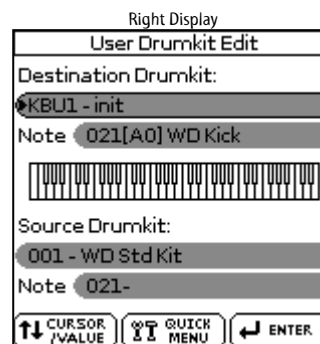 Right Display
User Drumkit Edit
Destination Drumkit:
KBU1 - init
Note 021[A0] WD Kick
Source Drumkit:
001 - WD Std Kit
Note 021-
CURSOR /VALUE QUICK MENU ENTER